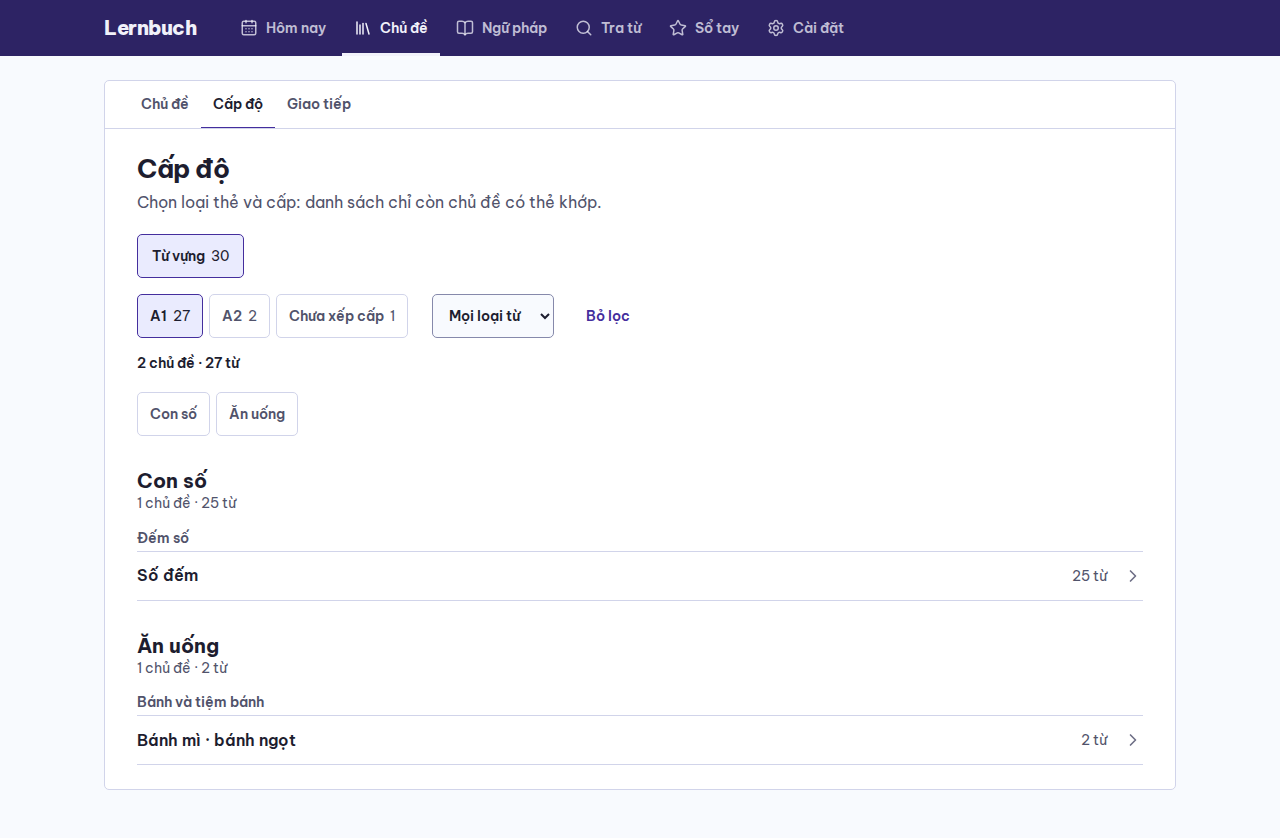 Lernbuch Hôm nay Chủ đề Ngữ pháp Tra từ Sổ tay Cài đặt
Chủ đề Cấp độ Giao tiếp
Cấp độ
Chọn loại thẻ và cấp: danh sách chỉ còn chủ đề có thẻ khớp.
Từ vựng 30
A1 27 A2 2 Chưa xếp cấp 1 Mọi loại từ Bỏ lọc
2 chủ đề · 27 từ
Con số Ăn uống
Con số
1 chủ đề · 25 từ
Đếm số
Số đếm 25 từ
Ăn uống
1 chủ đề · 2 từ
Bánh và tiệm bánh
Bánh mì · bánh ngọt 2 từ